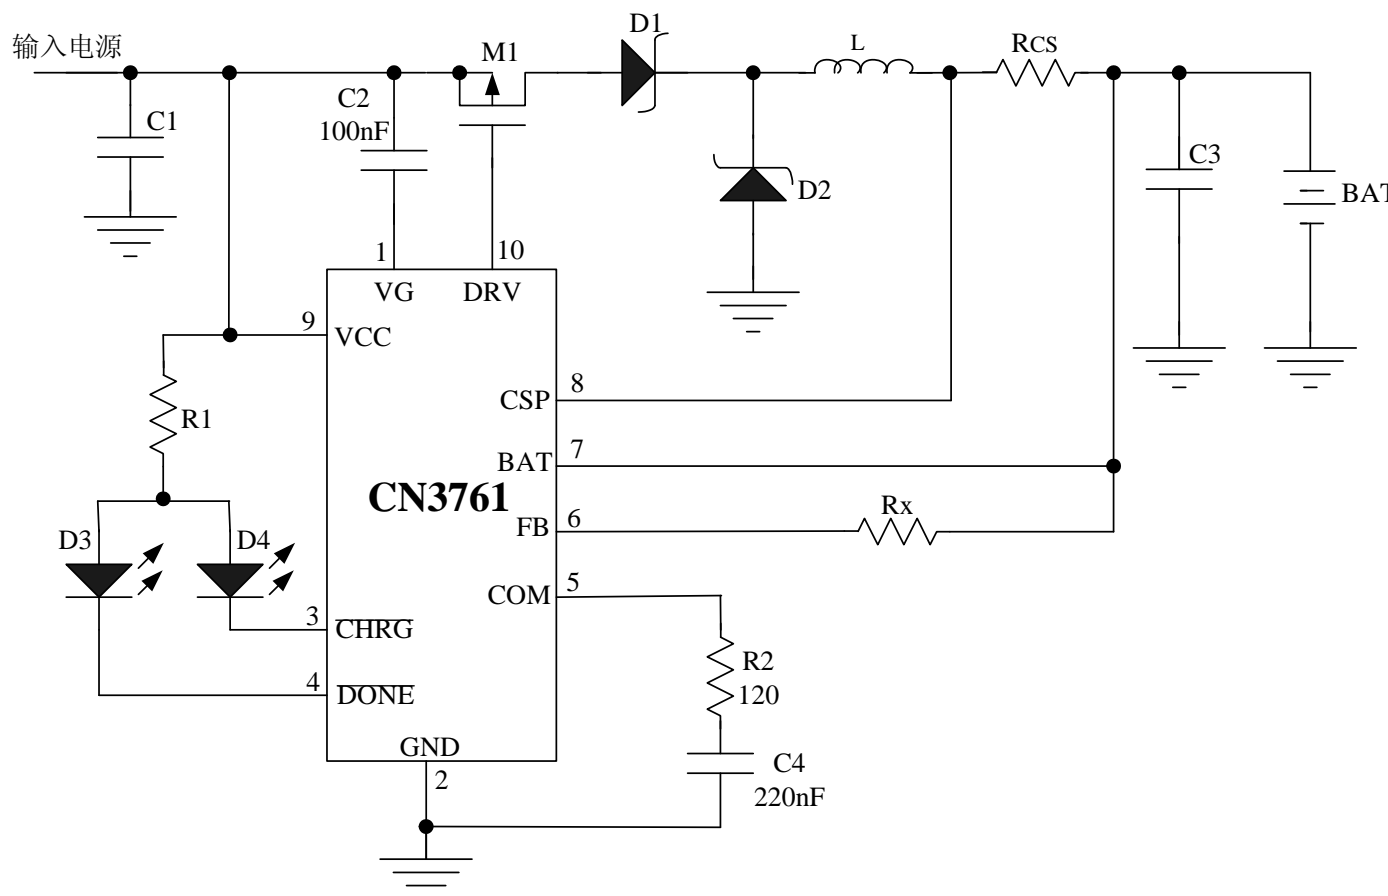 输入电源
D1
L
RCS
M1
C2
100nF
C1
C3
D2
BAT
1
10
VG
DRV
9
VCC
8
CSP
R1
7
BAT
CN3761
6
FB
Rx
D3
D4
5
COM
3
CHRG
R2
120
4
DONE
GND
2
C4
220nF